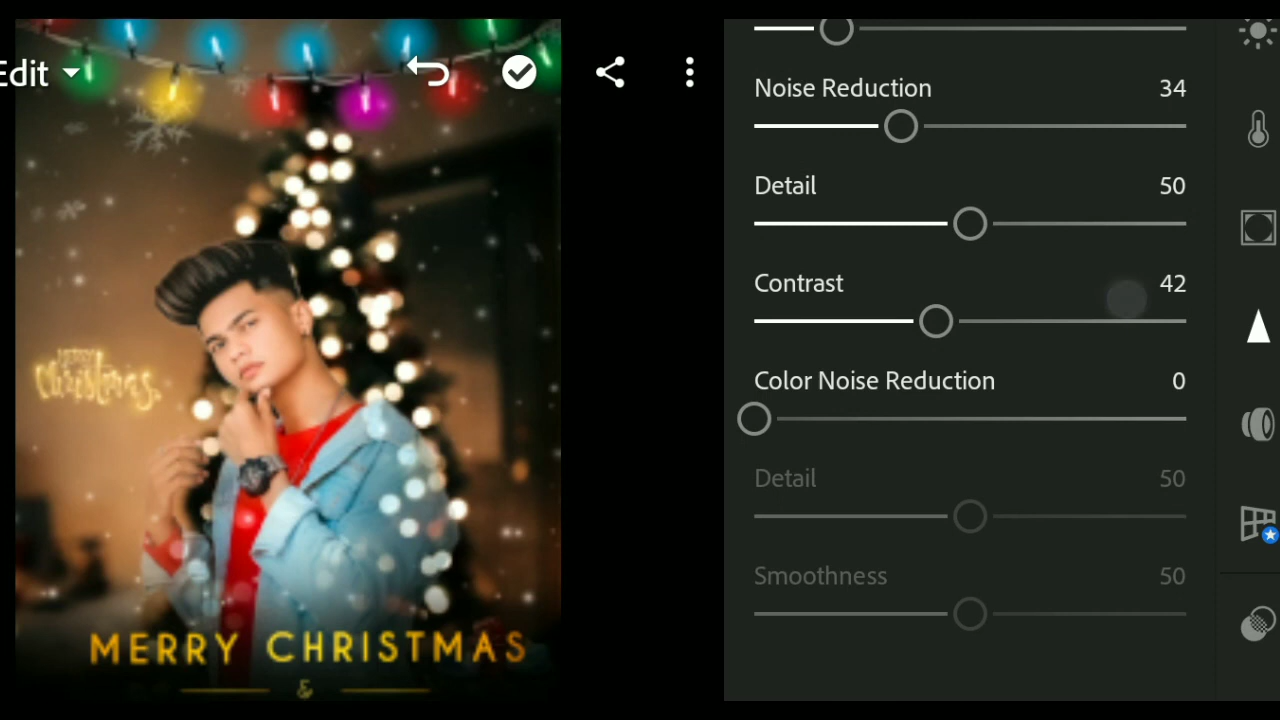 Edit
Noise Reduction 34
Detail 50
Contrast 42
Color Noise Reduction 0
Detail 50
Smoothness 50
MERRY
Christmas
MERRY CHRISTMAS
&